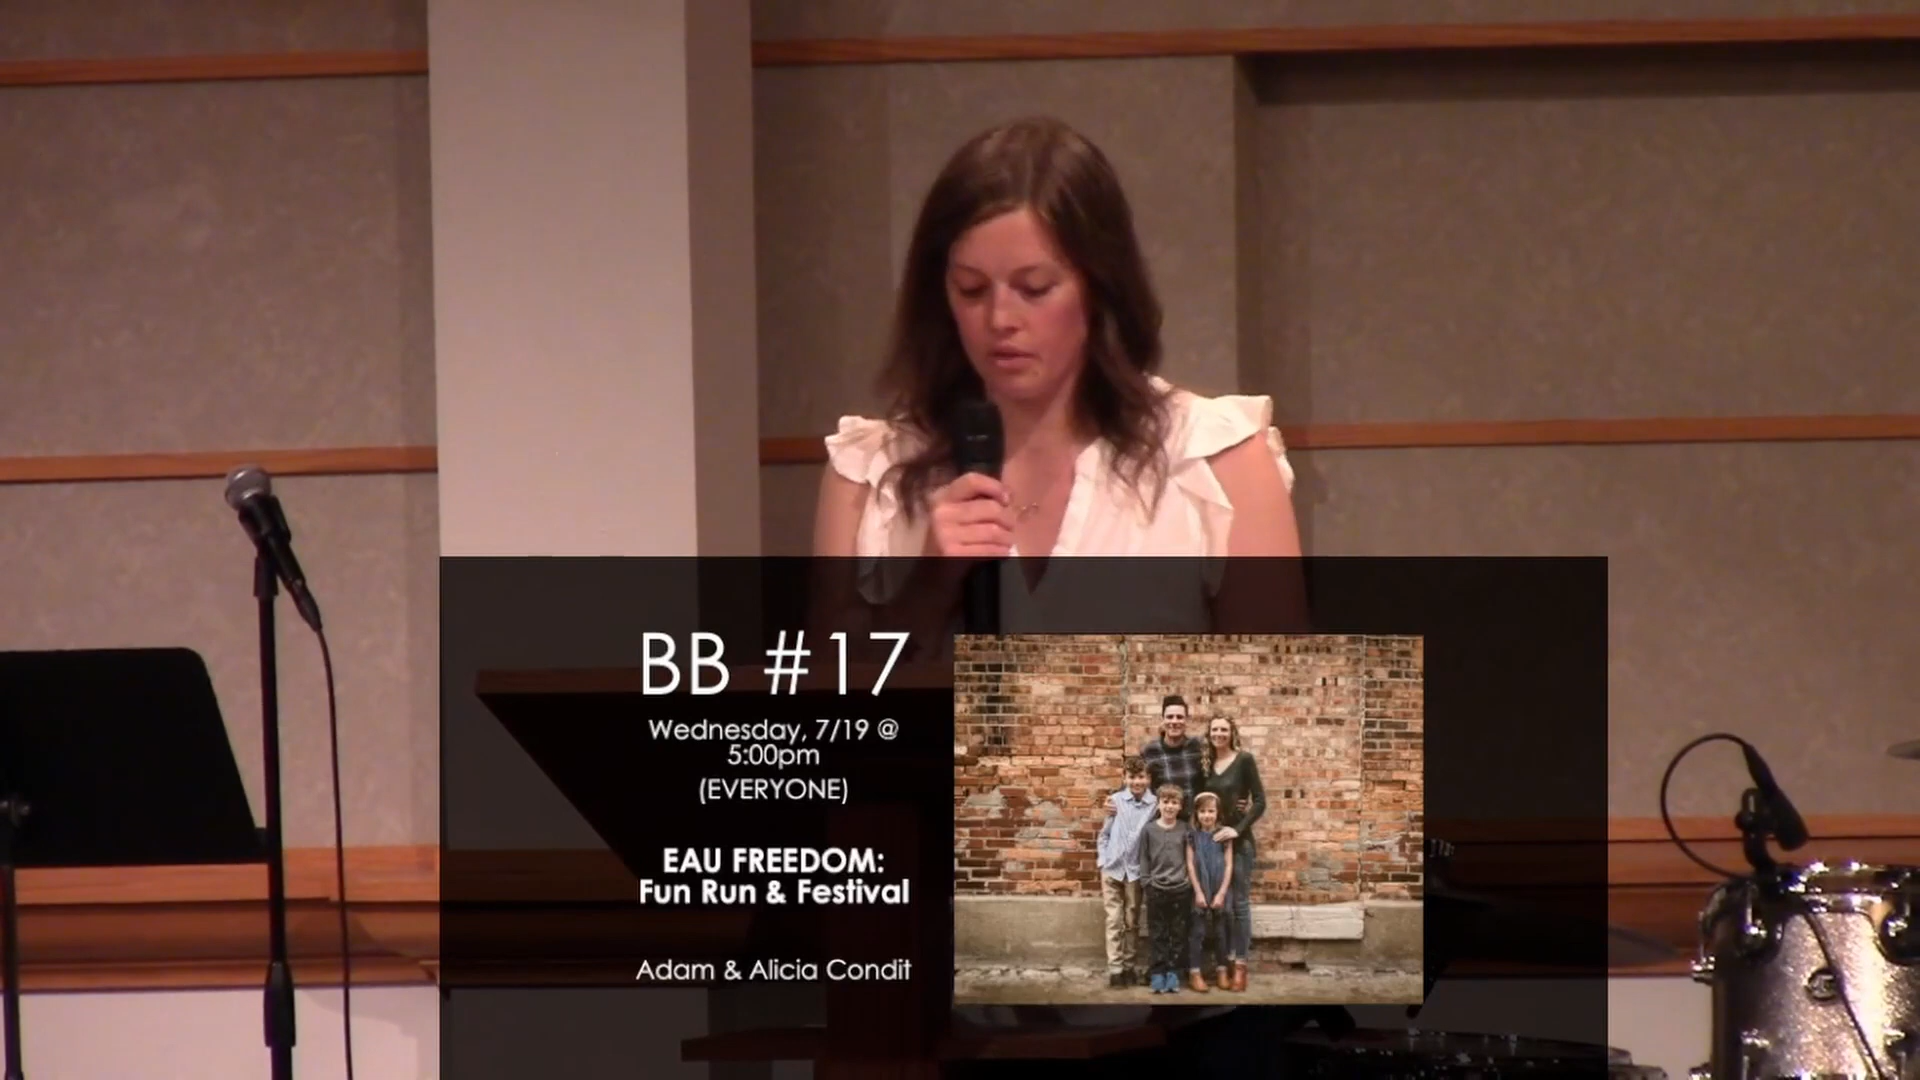 BB #17
Wednesday, 7/19 @
5:00pm
(EVERYONE)
EAU FREEDOM:
Fun Run & Festival
Adam & Alicia Condit